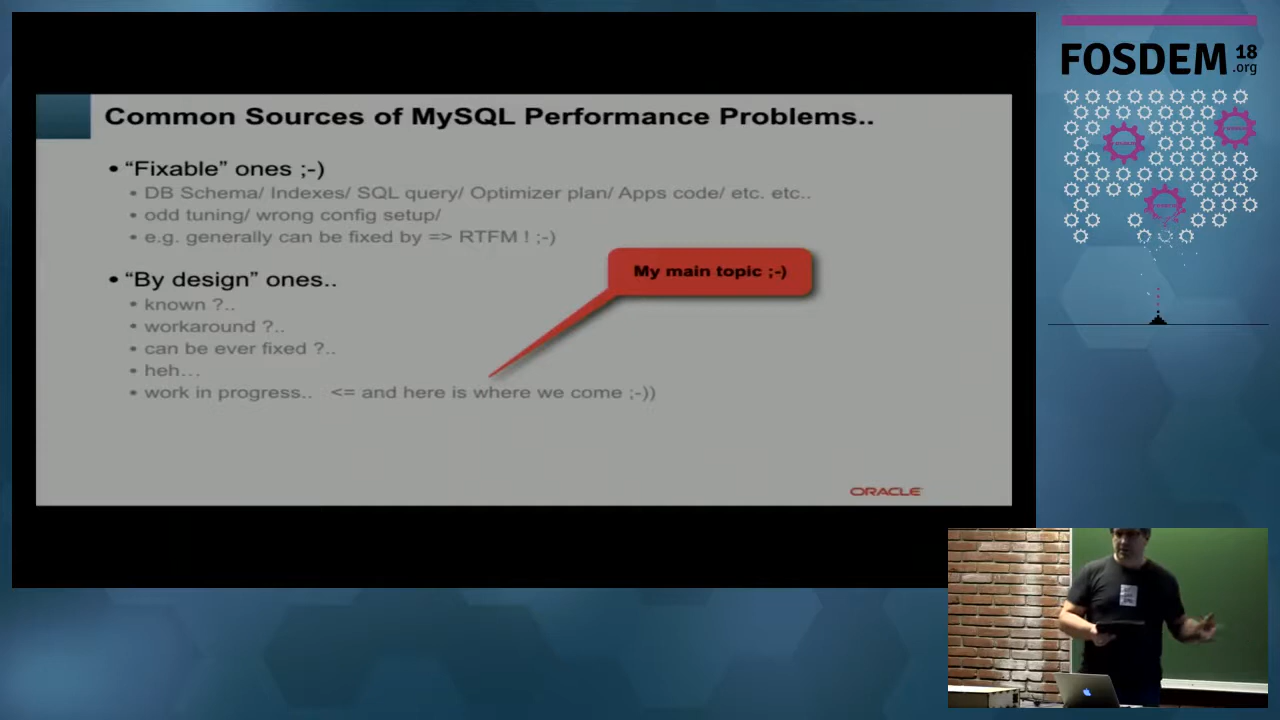 Common Sources of MySQL Performance Problems..
• “Fixable” ones ;-)
• DB Schema/ Indexes/ SQL query/ Optimizer plan/ Apps code/ etc. etc..
• odd tuning/ wrong config setup/
• e.g. generally can be fixed by => RTFM ! ;-)
My main topic ;-)
• “By design” ones..
• known ?..
• workaround ?..
• can be ever fixed ?..
• heh…
• work in progress.. <= and here is where we come ;-))
ORACLE
FOSDEM 18
.org